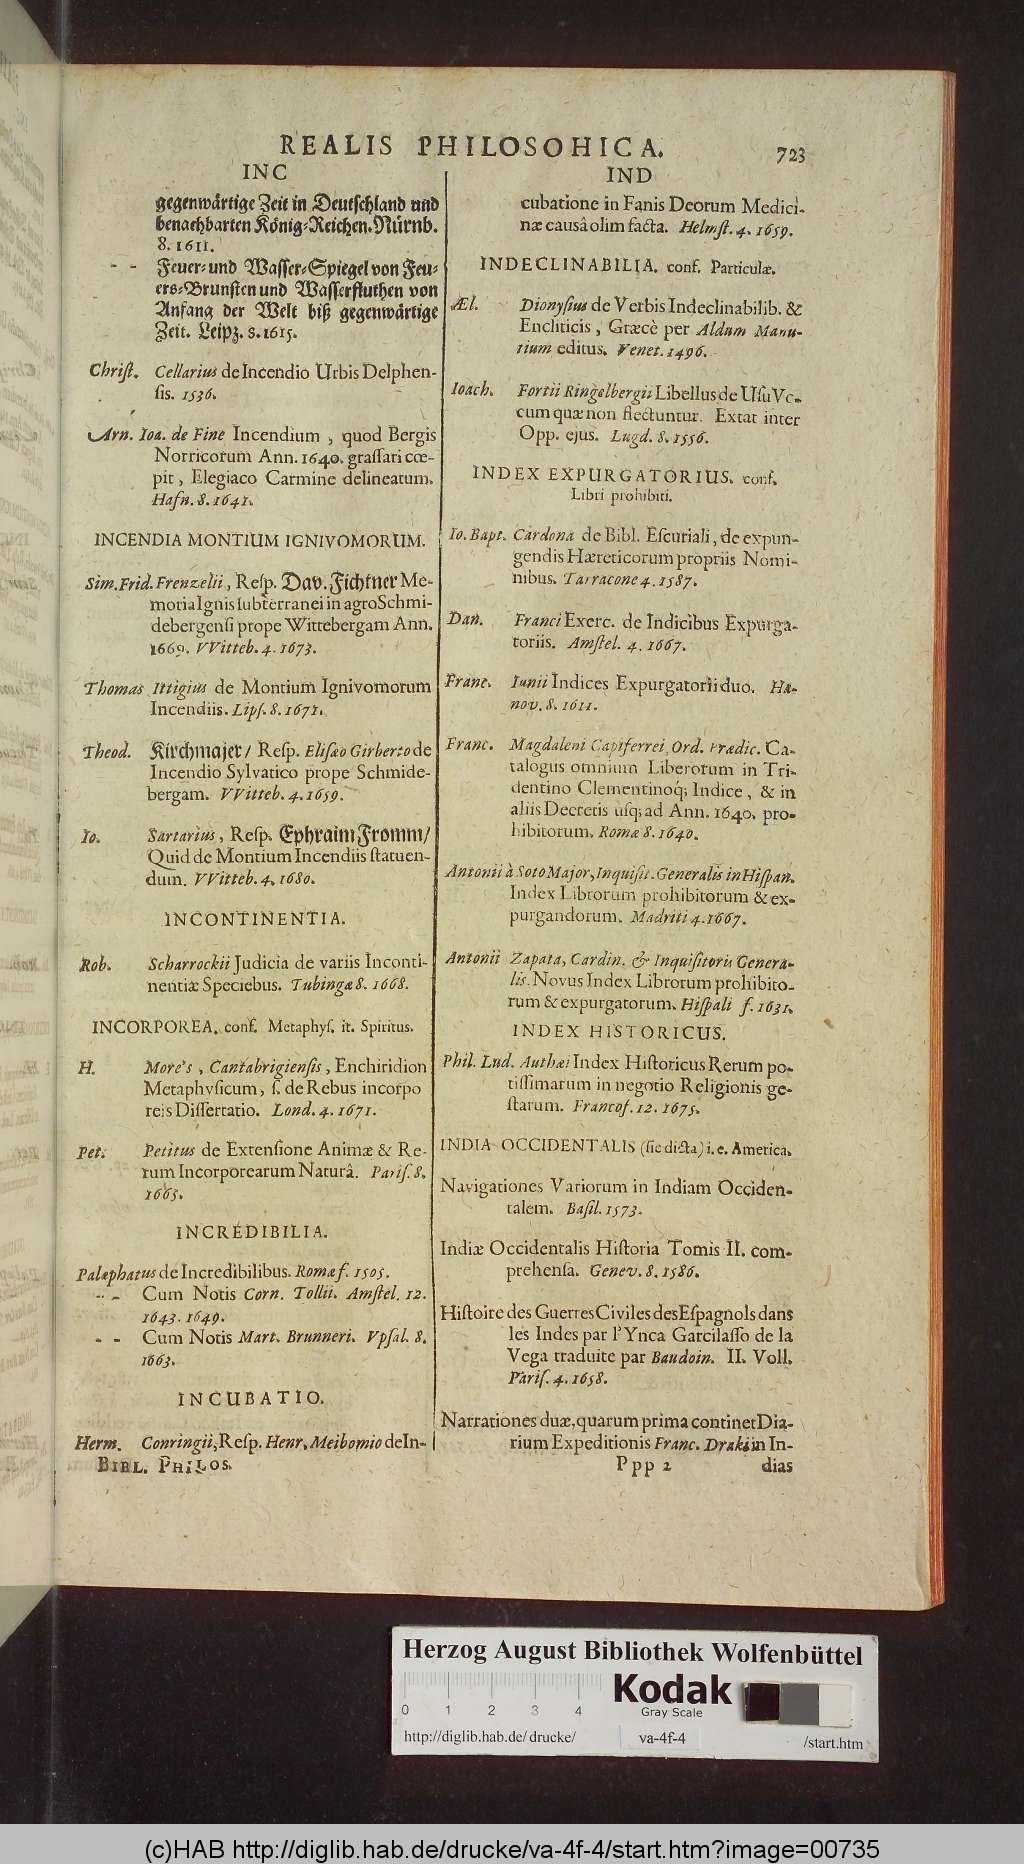 REALIS PHILOSOHICA.
723
INC
gegenwärtige Zeit in Deutschland und
benachbarten König-Reichen. Nürnb.
8. 1611.
- - Feuer- und Wasser-Spiegel von Feu-
ers-Brunsten und Wasserfluthen von
Anfang der Welt biß gegenwärtige
Zeit. Leipz. 8. 1615.
Christ. Cellarius de Incendio Urbis Delphen-
sis. 1536.
Arn. Ioa. de Fine Incendium, quod Bergis
Norricorum Ann. 1640. grassari cœ-
pit, Elegiaco Carmine delineatum.
Hafn. 8. 1641.
INCENDIA MONTIUM IGNIVOMORUM.
Sim. Frid. Frenzelii, Resp. Dav. Fichtner Me-
moria Ignis subterranei in agro Schmi-
debergensi prope Wittebergam Ann.
1669. VVitteb. 4. 1673.
Thomas Ittigius de Montium Ignivomorum
Incendiis. Lips. 8. 1671.
Theod. Kirchmajer/ Resp. Elisæo Girberto de
Incendio Sylvatico prope Schmide-
bergam. VVitteb. 4. 1659.
Io. Sartarius, Resp. Ephraim Fromm/
Quid de Montium Incendiis statuen-
dum. VVitteb. 4. 1680.
INCONTINENTIA.
Rob. Scharrockii Judicia de variis Inconti-
nentiæ Speciebus. Tubingæ 8. 1668.
INCORPOREA. conf. Metaphys. it. Spiritus.
H. More's, Cantabrigiensis, Enchiridion
Metaphysicum, s. de Rebus incorpo
reis Dissertatio. Lond. 4. 1671.
Pet. Petitus de Extensione Animæ & Re-
rum Incorporearum Naturâ. Paris. 8.
1665.
INCREDIBILIA.
Palæphatus de Incredibilibus. Romæ f. 1505.
- - Cum Notis Corn. Tollii. Amstel. 12.
1643. 1649.
- - Cum Notis Mart. Brunneri. Vpsal. 8.
1663.
INCUBATIO.
Herm. Conringii, Resp. Henr. Meibomio de In-
BIBL. PHILOS.
IND
cubatione in Fanis Deorum Medici-
næ causâ olim facta. Helmst. 4. 1659.
INDECLINABILIA. conf. Particulæ.
Æl. Dionysius de Verbis Indeclinabilib. &
Encliticis, Græcè per Aldum Manu-
tium editus. Venet. 1496.
Ioach. Fortii Ringelbergii Libellus de Usu Vo-
cum quæ non flectuntur. Extat inter
Opp. ejus. Lugd. 8. 1556.
INDEX EXPURGATORIUS. conf.
Libri prohibiti.
Io. Bapt. Cardona de Bibl. Escuriali, de expun-
gendis Hæreticorum propriis Nomi-
nibus. Tarracone 4. 1587.
Dan. Franci Exerc. de Indicibus Expurga-
toriis. Amstel. 4. 1667.
Franc. Iunii Indices Expurgatorii duo. Ha-
nov. 8. 1611.
Franc. Magdaleni Capiferrei, Ord. Prædic. Ca-
talogus omnium Liberorum in Tri-
dentino Clementinoq; Indice, & in
aliis Decretis usq; ad Ann. 1640. pro-
hibitorum. Romæ 8. 1640.
Antonii à Soto Major, Inquisit. Generalis in Hispan.
Index Librorum prohibitorum & ex-
purgandorum. Madriti 4. 1667.
Antonii Zapata, Cardin. & Inquisitoris Genera-
lis. Novus Index Librorum prohibito-
rum & expurgatorum. Hispali f. 1631.
INDEX HISTORICUS.
Phil. Lud. Authæi Index Historicus Rerum po-
tissimarum in negotio Religionis ge-
starum. Francof. 12. 1675.
INDIA OCCIDENTALIS (sic dicta) i. e. America.
Navigationes Variorum in Indiam Occiden-
talem. Basil. 1573.
Indiæ Occidentalis Historia Tomis II. com-
prehensa. Genev. 8. 1586.
Histoire des Guerres Civiles des Espagnols dans
les Indes par l'Ynca Garcilasso de la
Vega traduite par Baudoin. II. Voll.
Paris. 4. 1658.
Narrationes duæ, quarum prima continet Dia-
rium Expeditionis Franc. Draki in In-
Ppp 2
dias
Herzog August Bibliothek Wolfenbüttel
0 1 2 3 4
Kodak
Gray Scale
http://diglib.hab.de/drucke/ va-4f-4 /start.htm
(c)HAB http://diglib.hab.de/drucke/va-4f-4/start.htm?image=00735